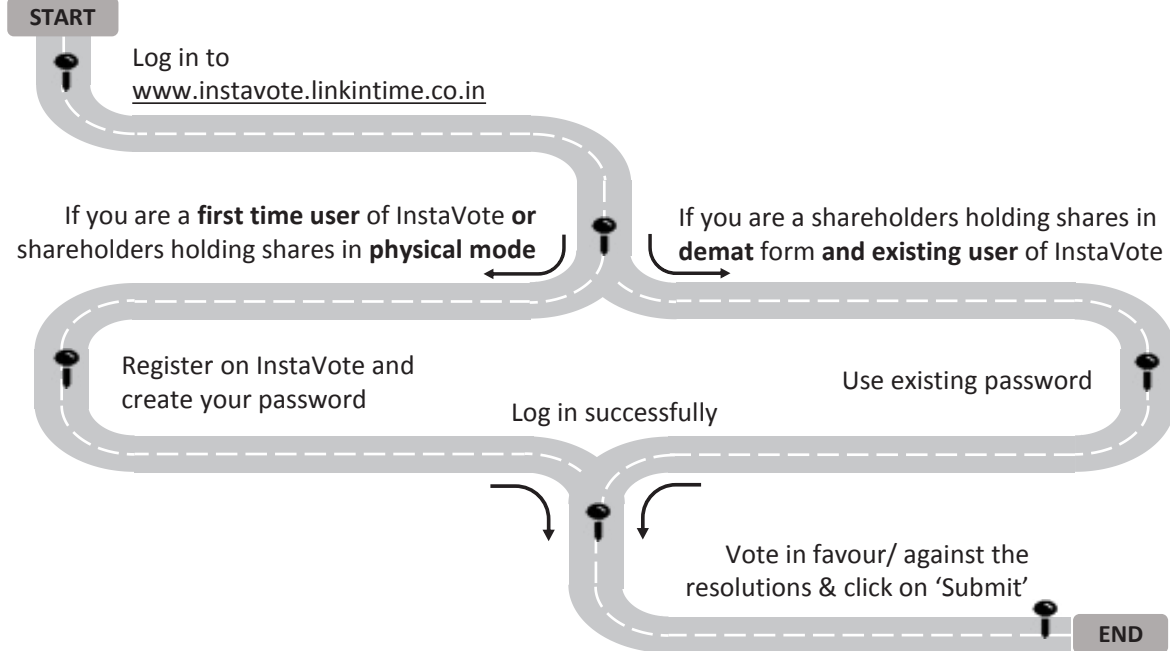 START
Log in to
www.instavote.linkintime.co.in
If you are a first time user of InstaVote or
shareholders holding shares in physical mode
If you are a shareholders holding shares in
demat form and existing user of InstaVote
Register on InstaVote and
create your password
Use existing password
Log in successfully
Vote in favour/ against the
resolutions & click on ‘Submit’
END